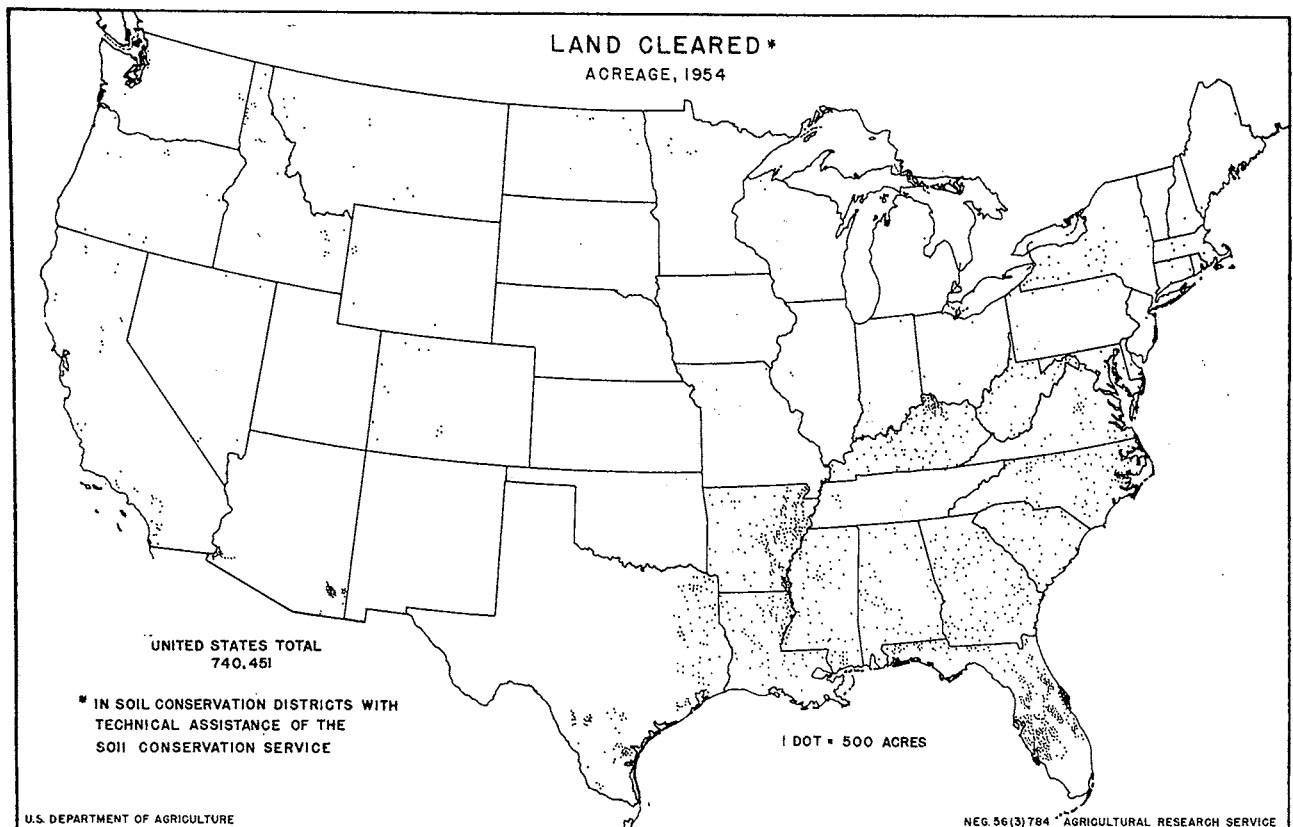 LAND CLEARED*
ACREAGE, 1954
UNITED STATES TOTAL
740,451
* IN SOIL CONSERVATION DISTRICTS WITH
TECHNICAL ASSISTANCE OF THE
SOIl CONSERVATION SERVICE
1 DOT = 500 ACRES
U.S. DEPARTMENT OF AGRICULTURE
NEG. 56(3)784 AGRICULTURAL RESEARCH SERVICE